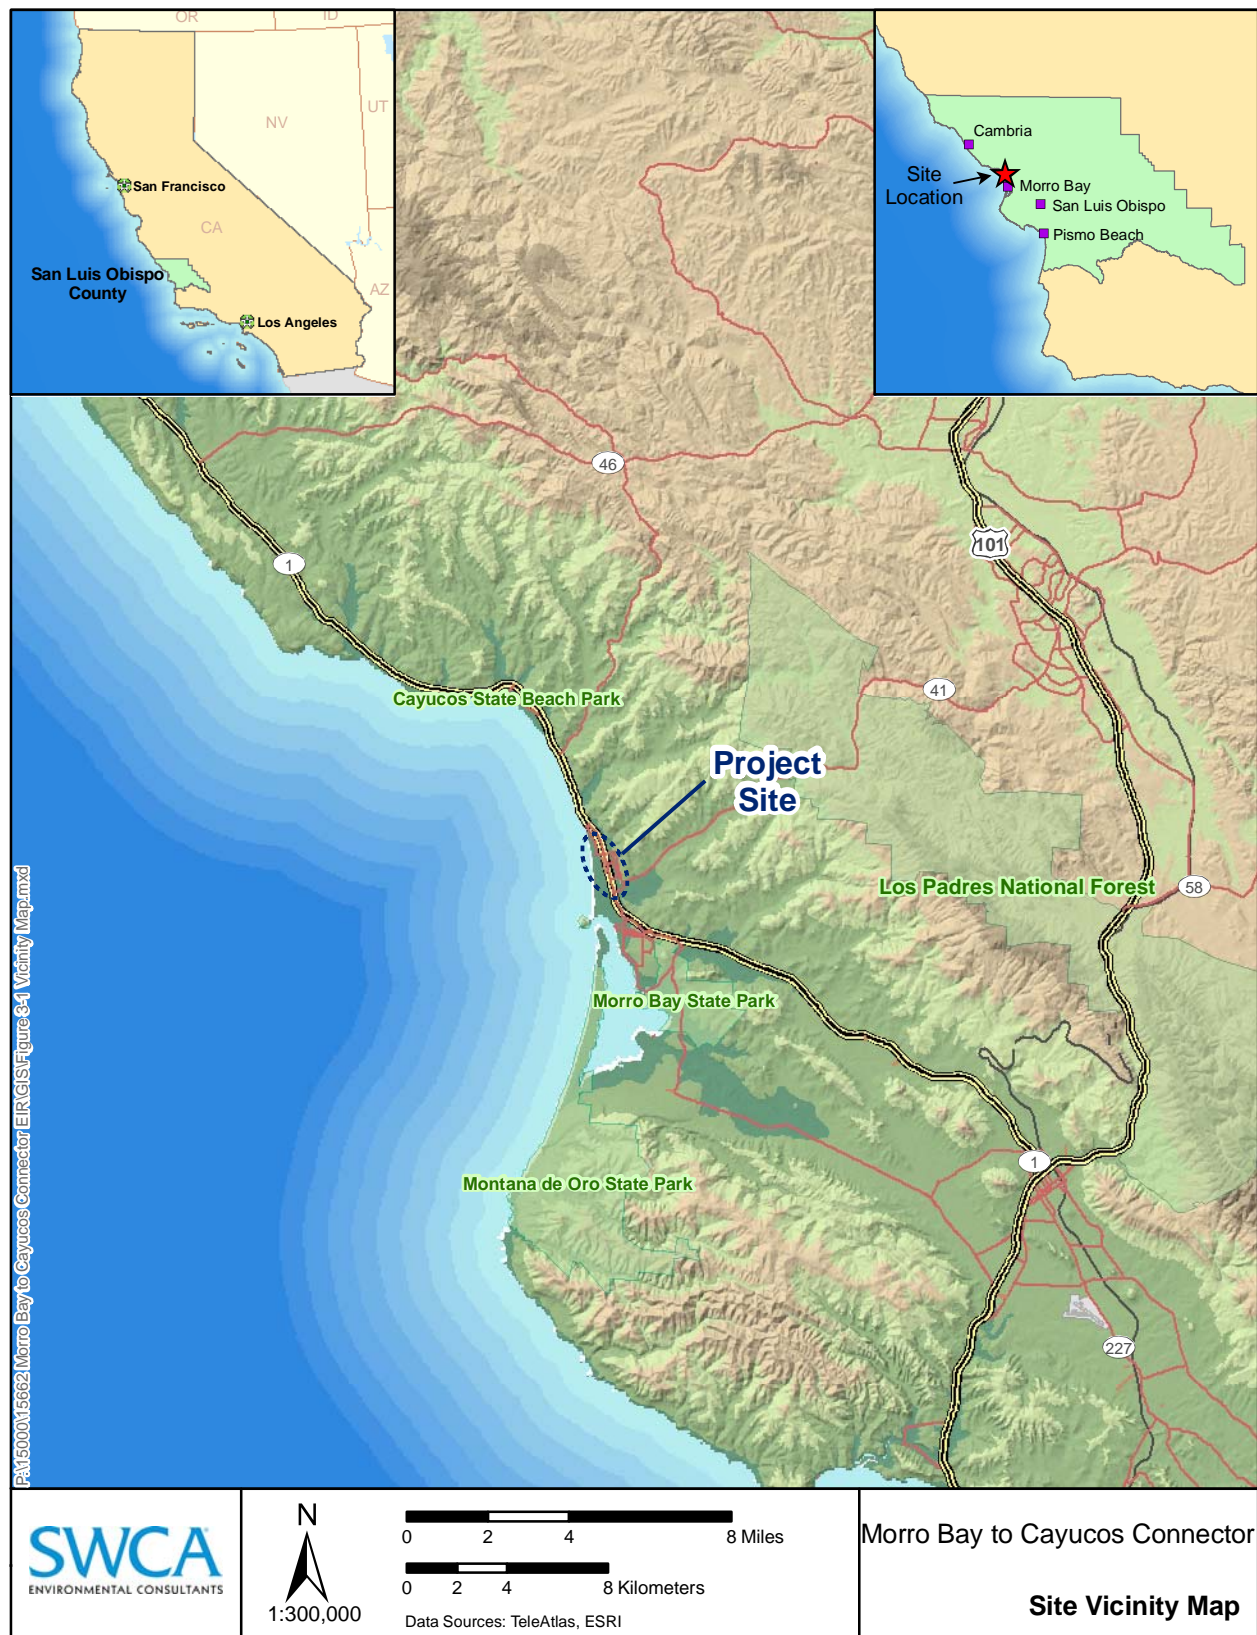 OR
ID
NV
UT
San Francisco
CA
San Luis Obispo
County
AZ
Los Angeles
Cambria
Site
Location
Morro Bay
San Luis Obispo
Pismo Beach
46
101
1
Cayucos State Beach Park
41
Project
Site
Los Padres National Forest
58
Morro Bay State Park
1
Montana de Oro State Park
227
P:\15000\15662 Morro Bay to Cayucos Connector EIR\GIS\Figure 3-1 Vicinity Map.mxd
SWCA
ENVIRONMENTAL CONSULTANTS
N
1:300,000
0 2 4 8 Miles
0 2 4 8 Kilometers
Data Sources: TeleAtlas, ESRI
Morro Bay to Cayucos Connector
Site Vicinity Map